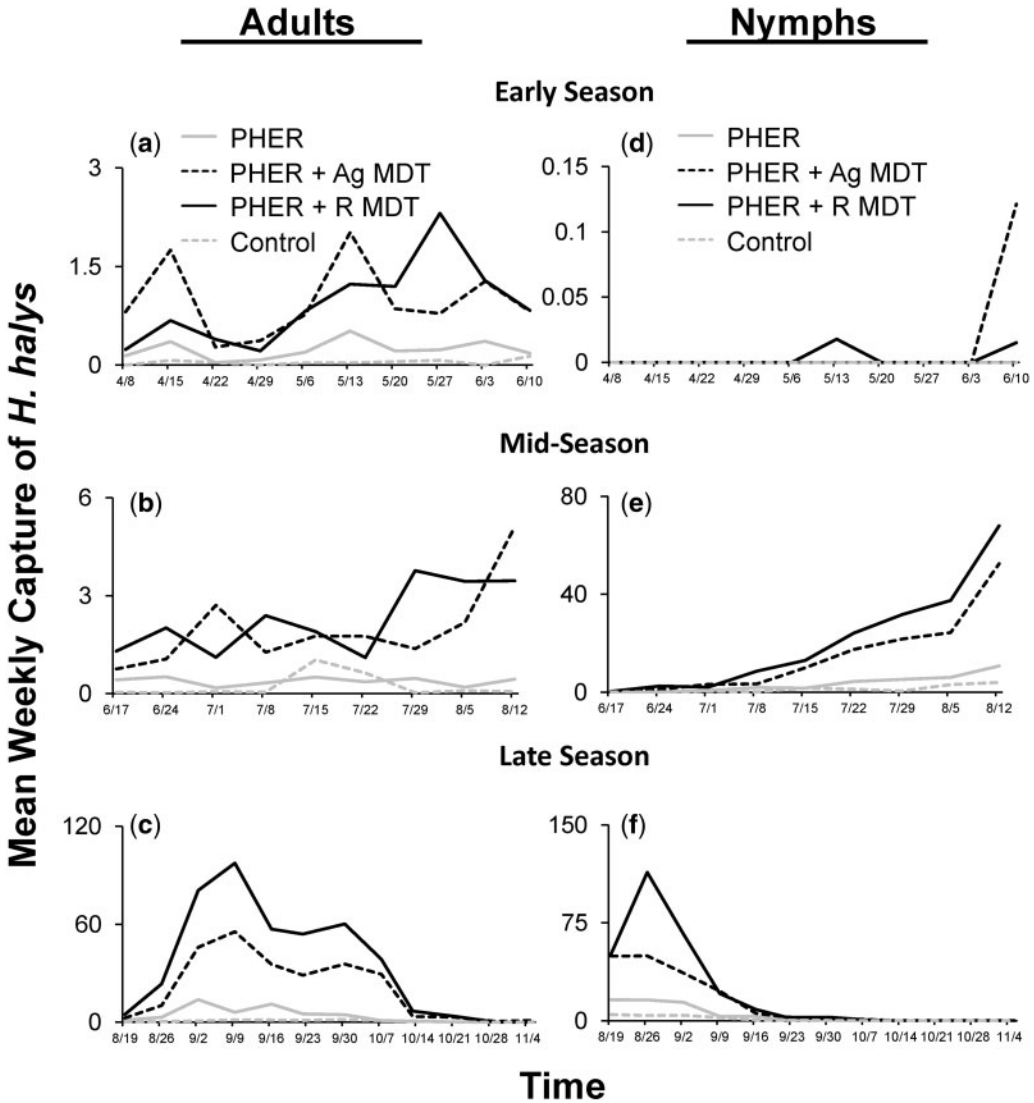 Adults
Nymphs
Early Season
(a)
PHER
PHER + Ag MDT
PHER + R MDT
Control
3
1.5
0
4/8 4/15 4/22 4/29 5/6 5/13 5/20 5/27 6/3 6/10
(d)
PHER
PHER + Ag MDT
PHER + R MDT
Control
0.15
0.1
0.05
0
4/8 4/15 4/22 4/29 5/6 5/13 5/20 5/27 6/3 6/10
Mean Weekly Capture of H. halys
Mid-Season
(b)
6
3
0
6/17 6/24 7/1 7/8 7/15 7/22 7/29 8/5 8/12
(e)
80
40
0
6/17 6/24 7/1 7/8 7/15 7/22 7/29 8/5 8/12
Late Season
(c)
120
60
0
8/19 8/26 9/2 9/9 9/16 9/23 9/30 10/7 10/14 10/21 10/28 11/4
(f)
150
75
0
8/19 8/26 9/2 9/9 9/16 9/23 9/30 10/7 10/14 10/21 10/28 11/4
Time